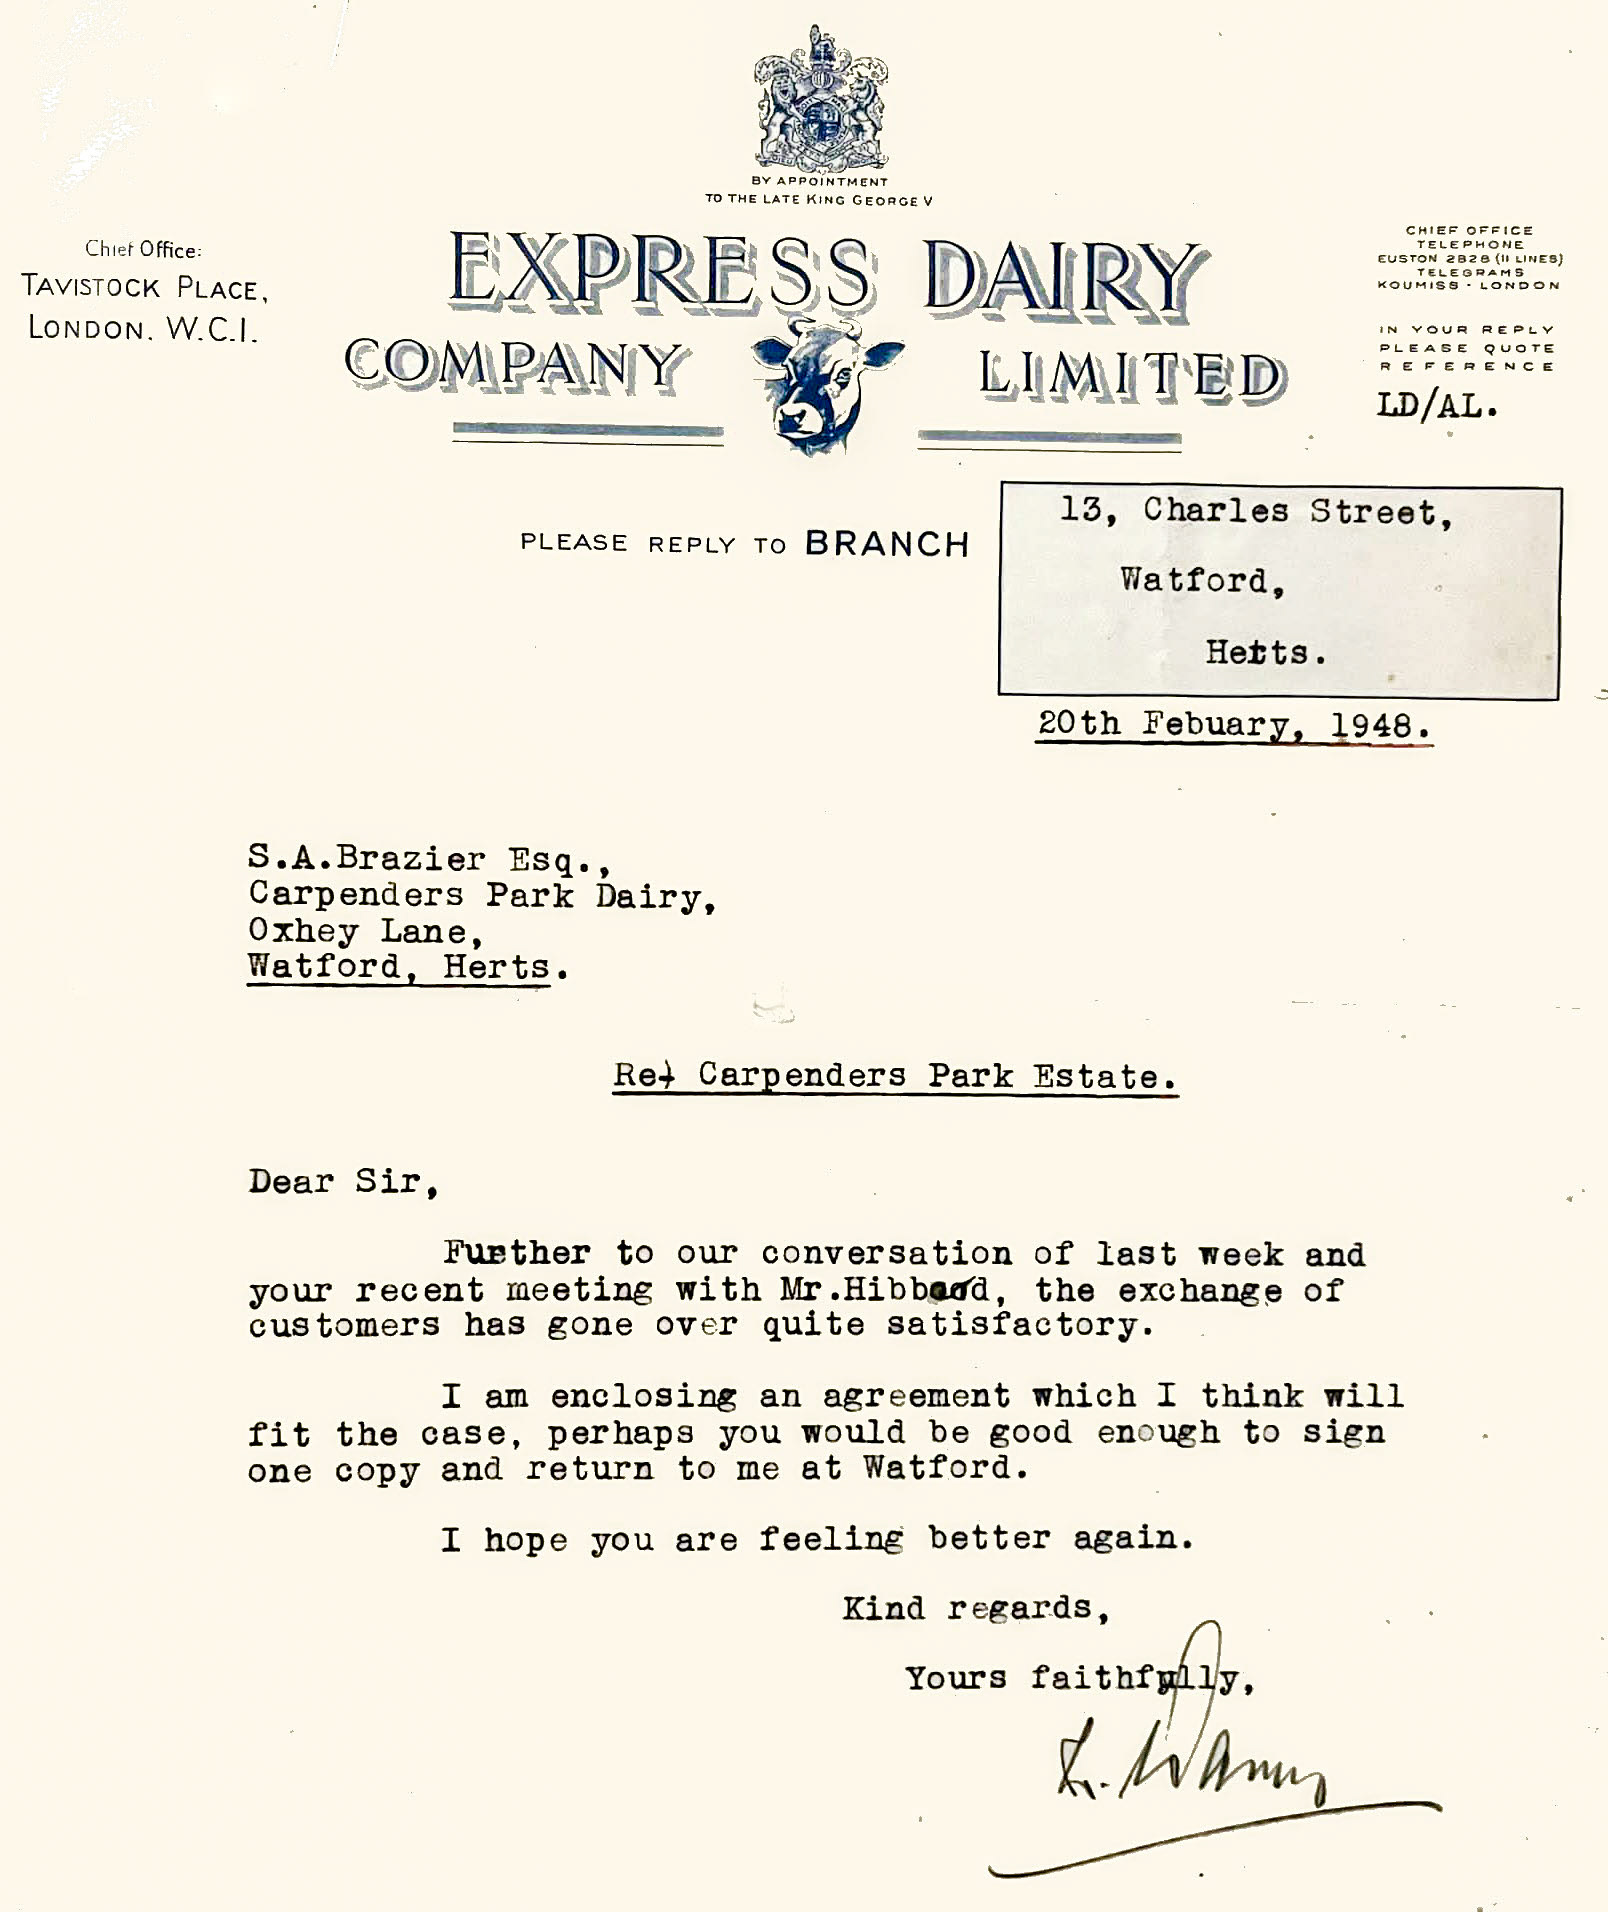 BY APPOINTMENT
TO THE LATE KING GEORGE V
Chief Office:
TAVISTOCK PLACE,
LONDON. W.C.1.
EXPRESS DAIRY
COMPANY LIMITED
CHIEF OFFICE
TELEPHONE
EUSTON 2828 (11 LINES)
TELEGRAMS
KOUMISS · LONDON
IN YOUR REPLY
PLEASE QUOTE
REFERENCE
LD/AL.
PLEASE REPLY TO BRANCH
13, Charles Street,
Watford,
Herts.
20th Febuary, 1948.
S.A.Brazier Esq.,
Carpenders Park Dairy,
Oxhey Lane,
Watford, Herts.
Re: Carpenders Park Estate.
Dear Sir,
Further to our conversation of last week and
your recent meeting with Mr. the exchange of
customers has gone over quite satisfactory.
I am enclosing an agreement which I think will
fit the case, perhaps you would be good enough to sign
one copy and return to me at Watford.
I hope you are feeling better again.
Kind regards,
Yours faithfully,